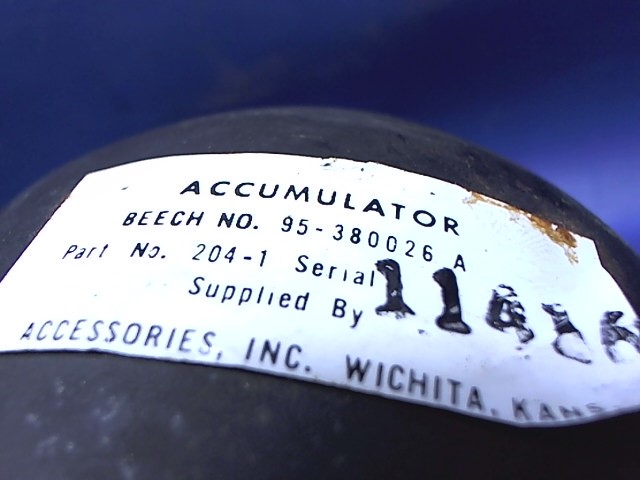 ACCUMULATOR
BEECH NO. 95-380026 A
Part No. 204-1 Serial
Supplied By
ACCESSORIES, INC. WICHITA, KANS